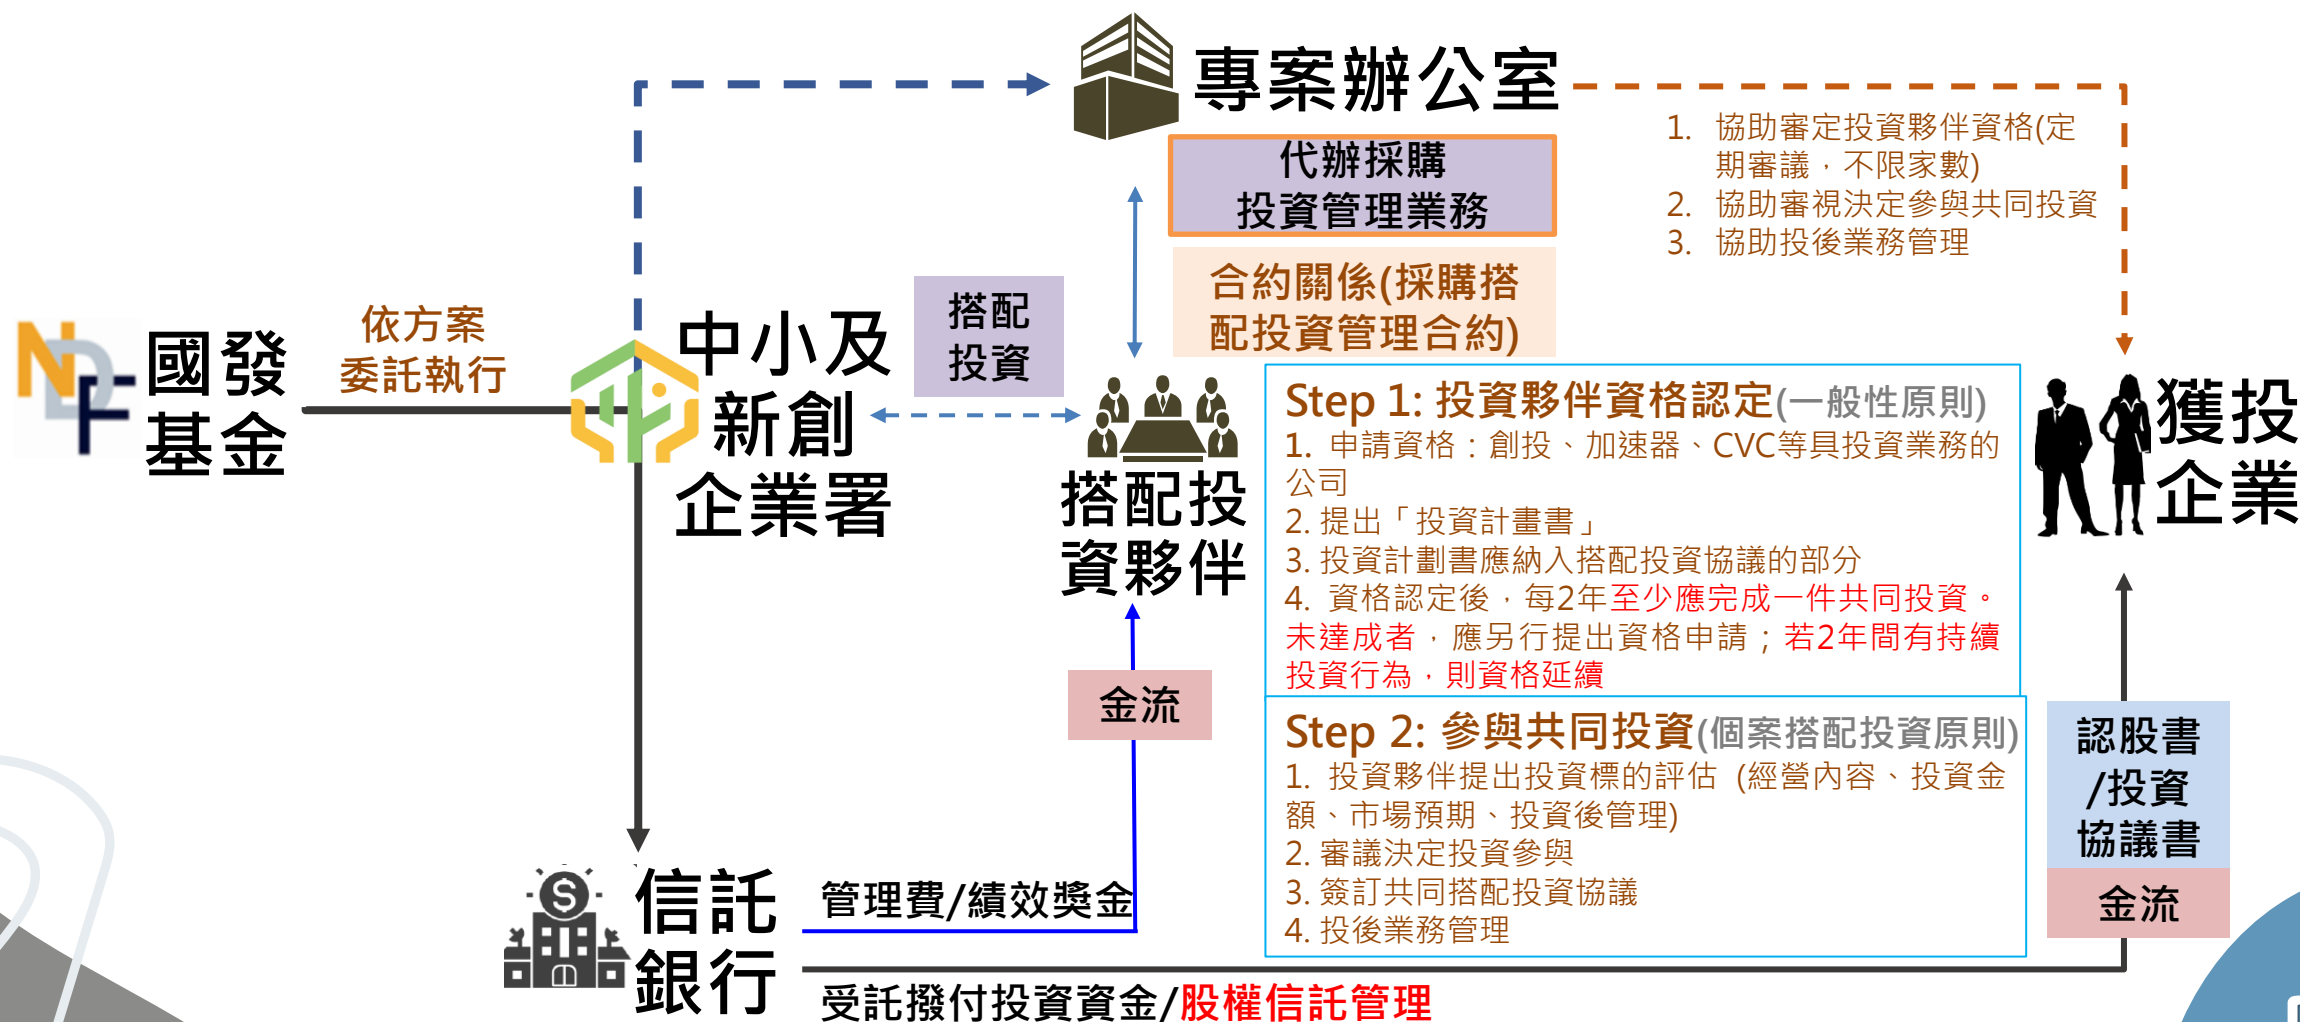 專案辦公室
代辦採購
投資管理業務
合約關係(採購搭
配投資管理合約)
1. 協助審定投資夥伴資格(定
期審議，不限家數)
2. 協助審視決定參與共同投資
3. 協助投後業務管理
NDF
國發
基金
依方案
委託執行
中小及
新創
企業署
搭配
投資
搭配投
資夥伴
Step 1: 投資夥伴資格認定(一般性原則)
1. 申請資格：創投、加速器、CVC等具投資業務的
公司
2. 提出「投資計畫書」
3. 投資計劃書應納入搭配投資協議的部分
4. 資格認定後，每2年至少應完成一件共同投資。
未達成者，應另行提出資格申請；若2年間有持續
投資行為，則資格延續
Step 2: 參與共同投資(個案搭配投資原則)
1. 投資夥伴提出投資標的評估 (經營內容、投資金
額、市場預期、投資後管理)
2. 審議決定投資參與
3. 簽訂共同搭配投資協議
4. 投後業務管理
獲投
企業
金流
認股書
/投資
協議書
金流
信託
銀行
管理費/績效獎金
受託撥付投資資金/股權信託管理